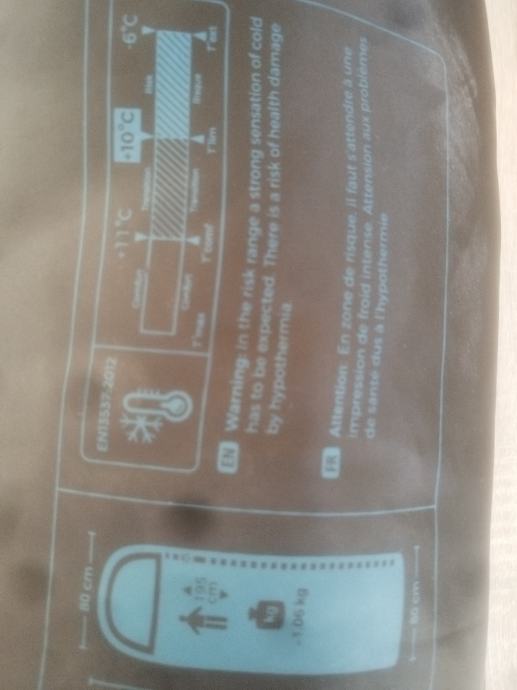 EN13537:2012
+11°C
+10°C
-6°C
Comfort
Transition
Risk
Comfort
Transition
Risque
T°max
T°comf
T°lim
T°ext
EN
Warning: In the risk range a strong sensation of cold
has to be expected. There is a risk of health damage
by hypothermia.
FR
Attention: En zone de risque, il faut s'attendre à une
impression de froid intense. Attention aux problèmes
de santé dus à l'hypothermie
80 cm
195
cm
kg
1.06 kg
60 cm